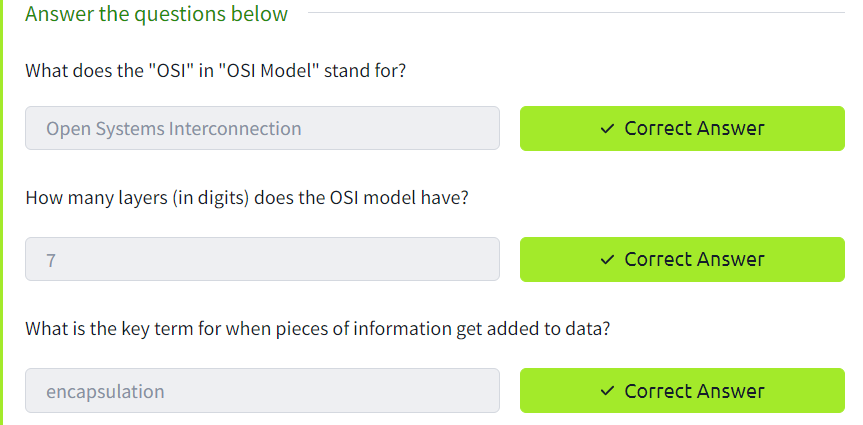 Answer the questions below
What does the "OSI" in "OSI Model" stand for?
Open Systems Interconnection
✓ Correct Answer
How many layers (in digits) does the OSI model have?
7
✓ Correct Answer
What is the key term for when pieces of information get added to data?
encapsulation
✓ Correct Answer